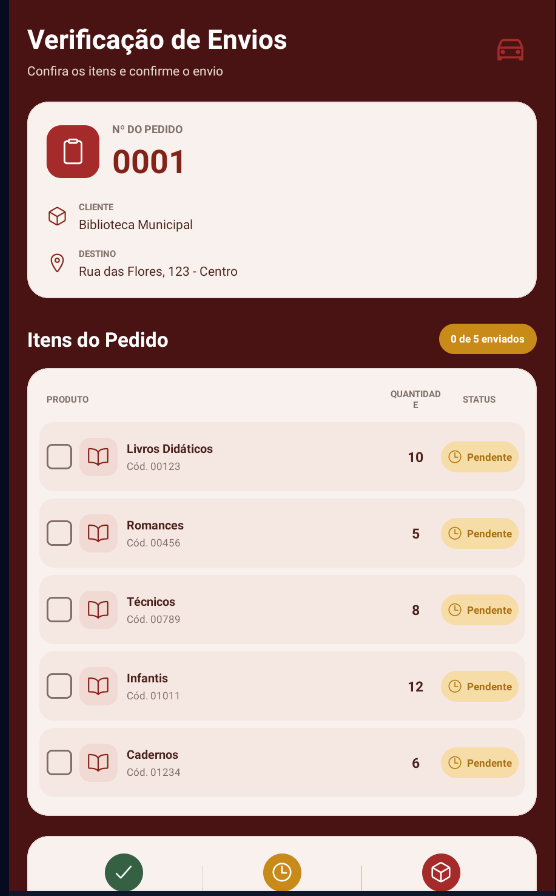 Verificação de Envios
Confira os itens e confirme o envio
Nº DO PEDIDO
0001
CLIENTE
Biblioteca Municipal
DESTINO
Rua das Flores, 123 - Centro
Itens do Pedido
0 de 5 enviados
PRODUTO
QUANTIDAD
E
STATUS
Livros Didáticos
Cód. 00123
10
Pendente
Romances
Cód. 00456
5
Pendente
Técnicos
Cód. 00789
8
Pendente
Infantis
Cód. 01011
12
Pendente
Cadernos
Cód. 01234
6
Pendente